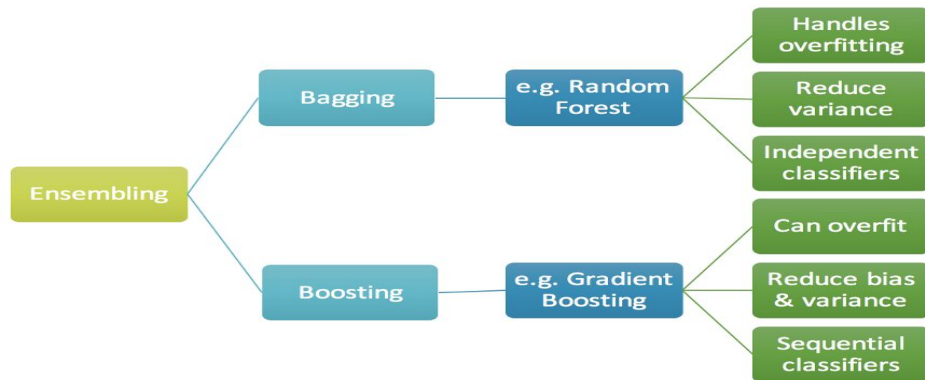 Ensembling
Bagging
e.g. Random
Forest
Handles
overfitting
Reduce
variance
Independent
classifiers
Boosting
e.g. Gradient
Boosting
Can overfit
Reduce bias
& variance
Sequential
classifiers